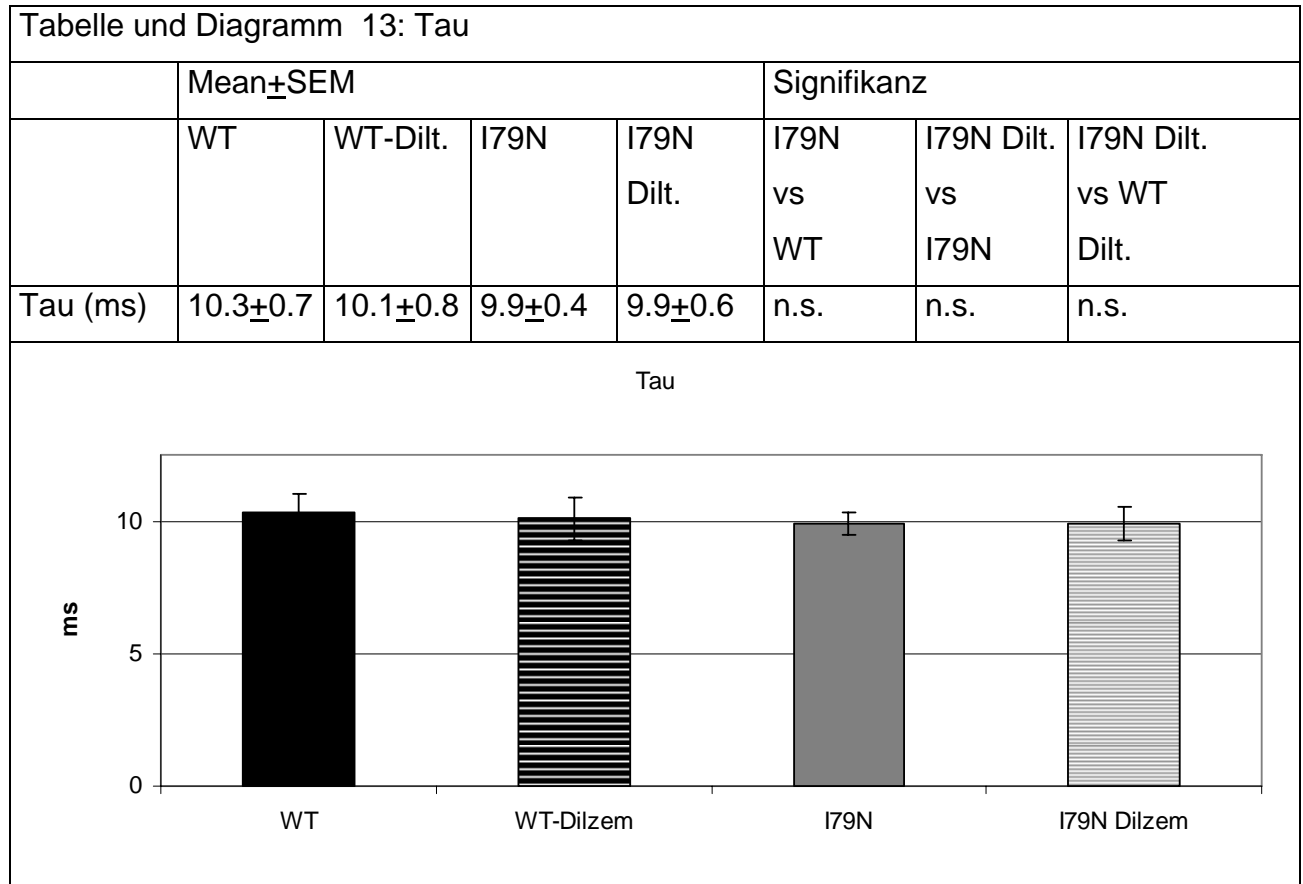 Tabelle und Diagramm  13: Tau
Mean±SEM Signifikanz
WT WT-Dilt. I79N I79N I79N I79N Dilt. I79N Dilt.
Dilt. vs vs vs WT
WT I79N Dilt.
Tau (ms) 10.3±0.7 10.1±0.8 9.9±0.4 9.9±0.6 n.s. n.s. n.s.
Tau
10
ms
5
0
WT WT-Dilzem I79N I79N Dilzem